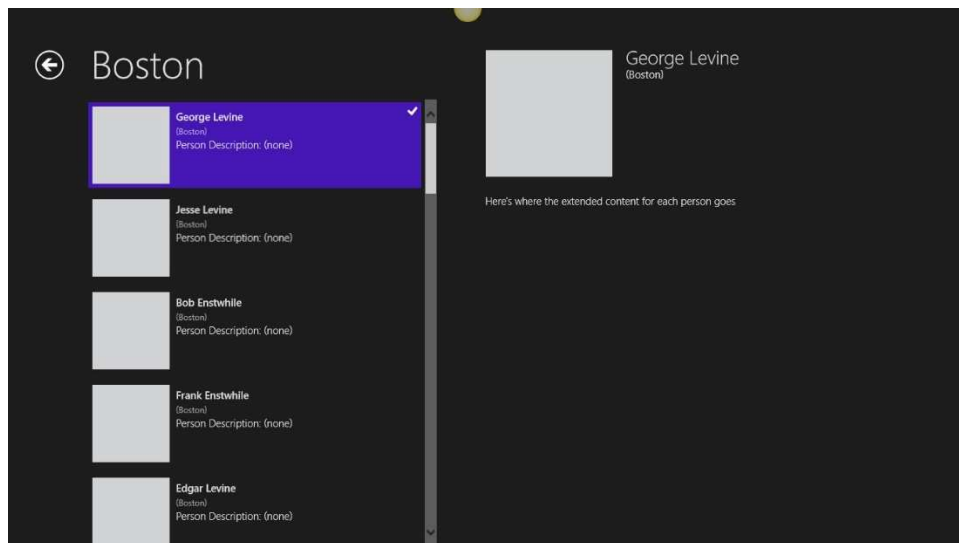 Boston
George Levine
(Boston)
Person Description: (none)
Jesse Levine
(Boston)
Person Description: (none)
Bob Enstwhile
(Boston)
Person Description: (none)
Frank Enstwhile
(Boston)
Person Description: (none)
Edgar Levine
(Boston)
Person Description: (none)
George Levine
(Boston)
Here's where the extended content for each person goes